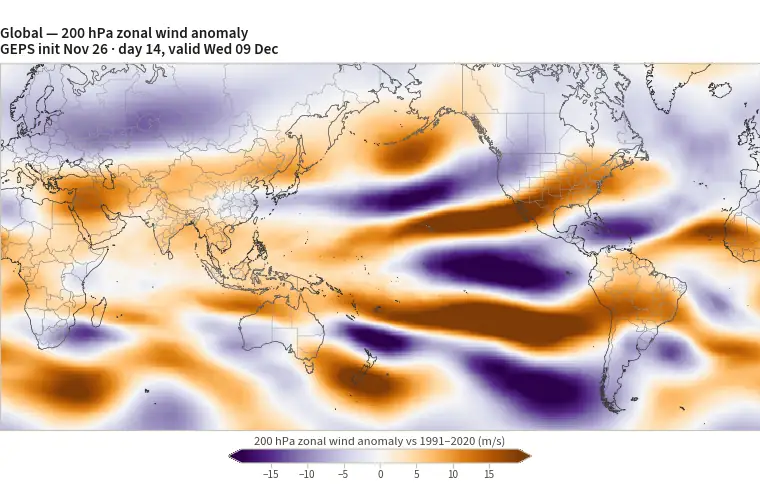 Global — 200 hPa zonal wind anomaly
GEPS init Nov 26 · day 14, valid Wed 09 Dec
200 hPa zonal wind anomaly vs 1991–2020 (m/s)
−15 −10 −5 0 5 10 15